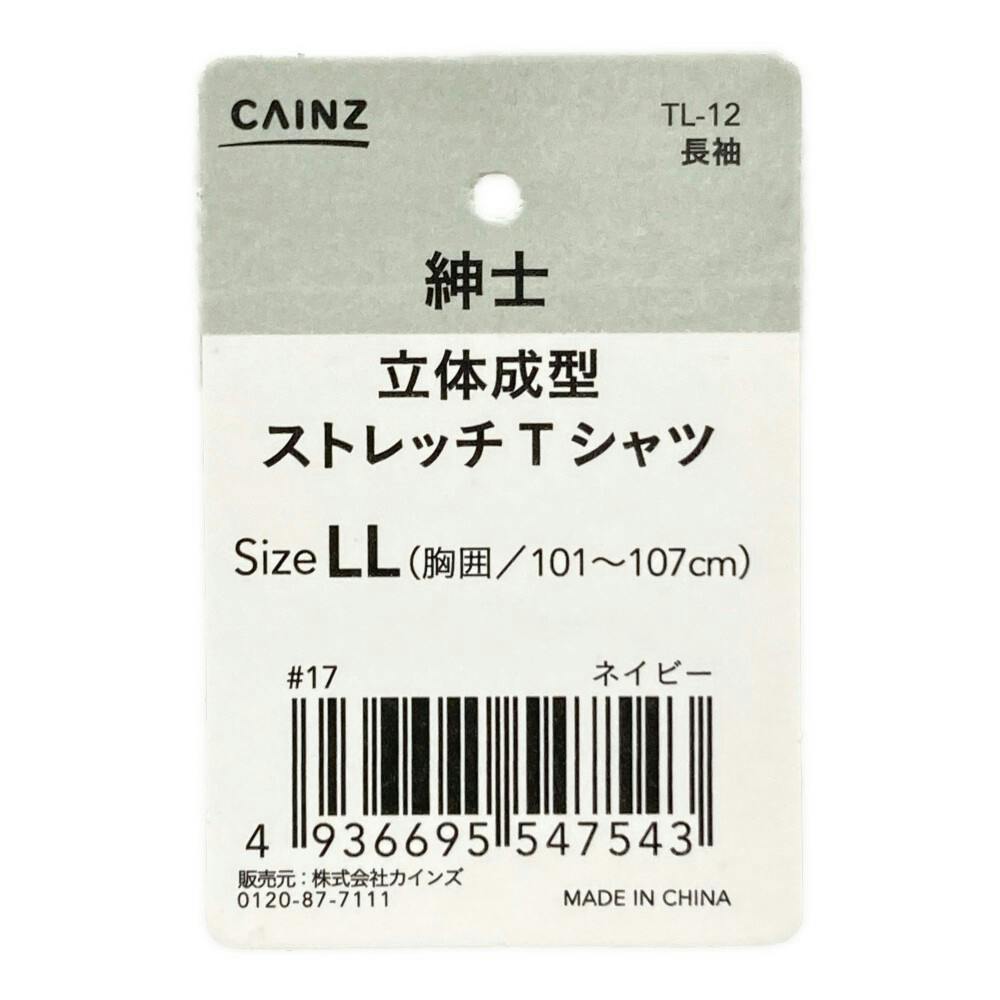 CAINZ
TL-12
長袖
紳士
立体成型
ストレッチTシャツ
Size LL(胸囲/101〜107cm)
#17 ネイビー
4 936695 547543
販売元:株式会社カインズ
0120-87-7111 MADE IN CHINA